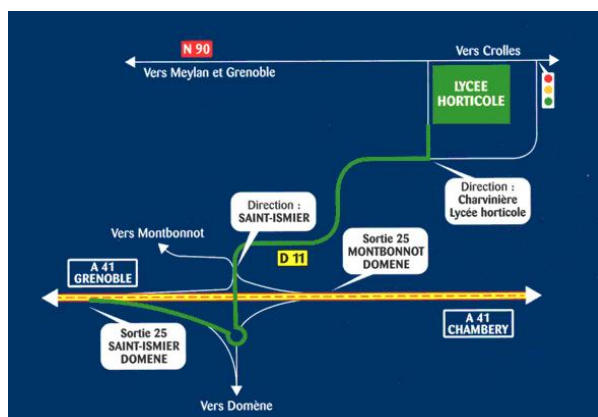 N 90
Vers Crolles
Vers Meylan et Grenoble
LYCEE
HORTICOLE
Direction :
SAINT-ISMIER
Direction :
Charvinière
Lycée horticole
Vers Montbonnot
D 11
Sortie 25
MONTBONNOT
DOMENE
A 41
GRENOBLE
A 41
CHAMBERY
Sortie 25
SAINT-ISMIER
DOMENE
Vers Domène